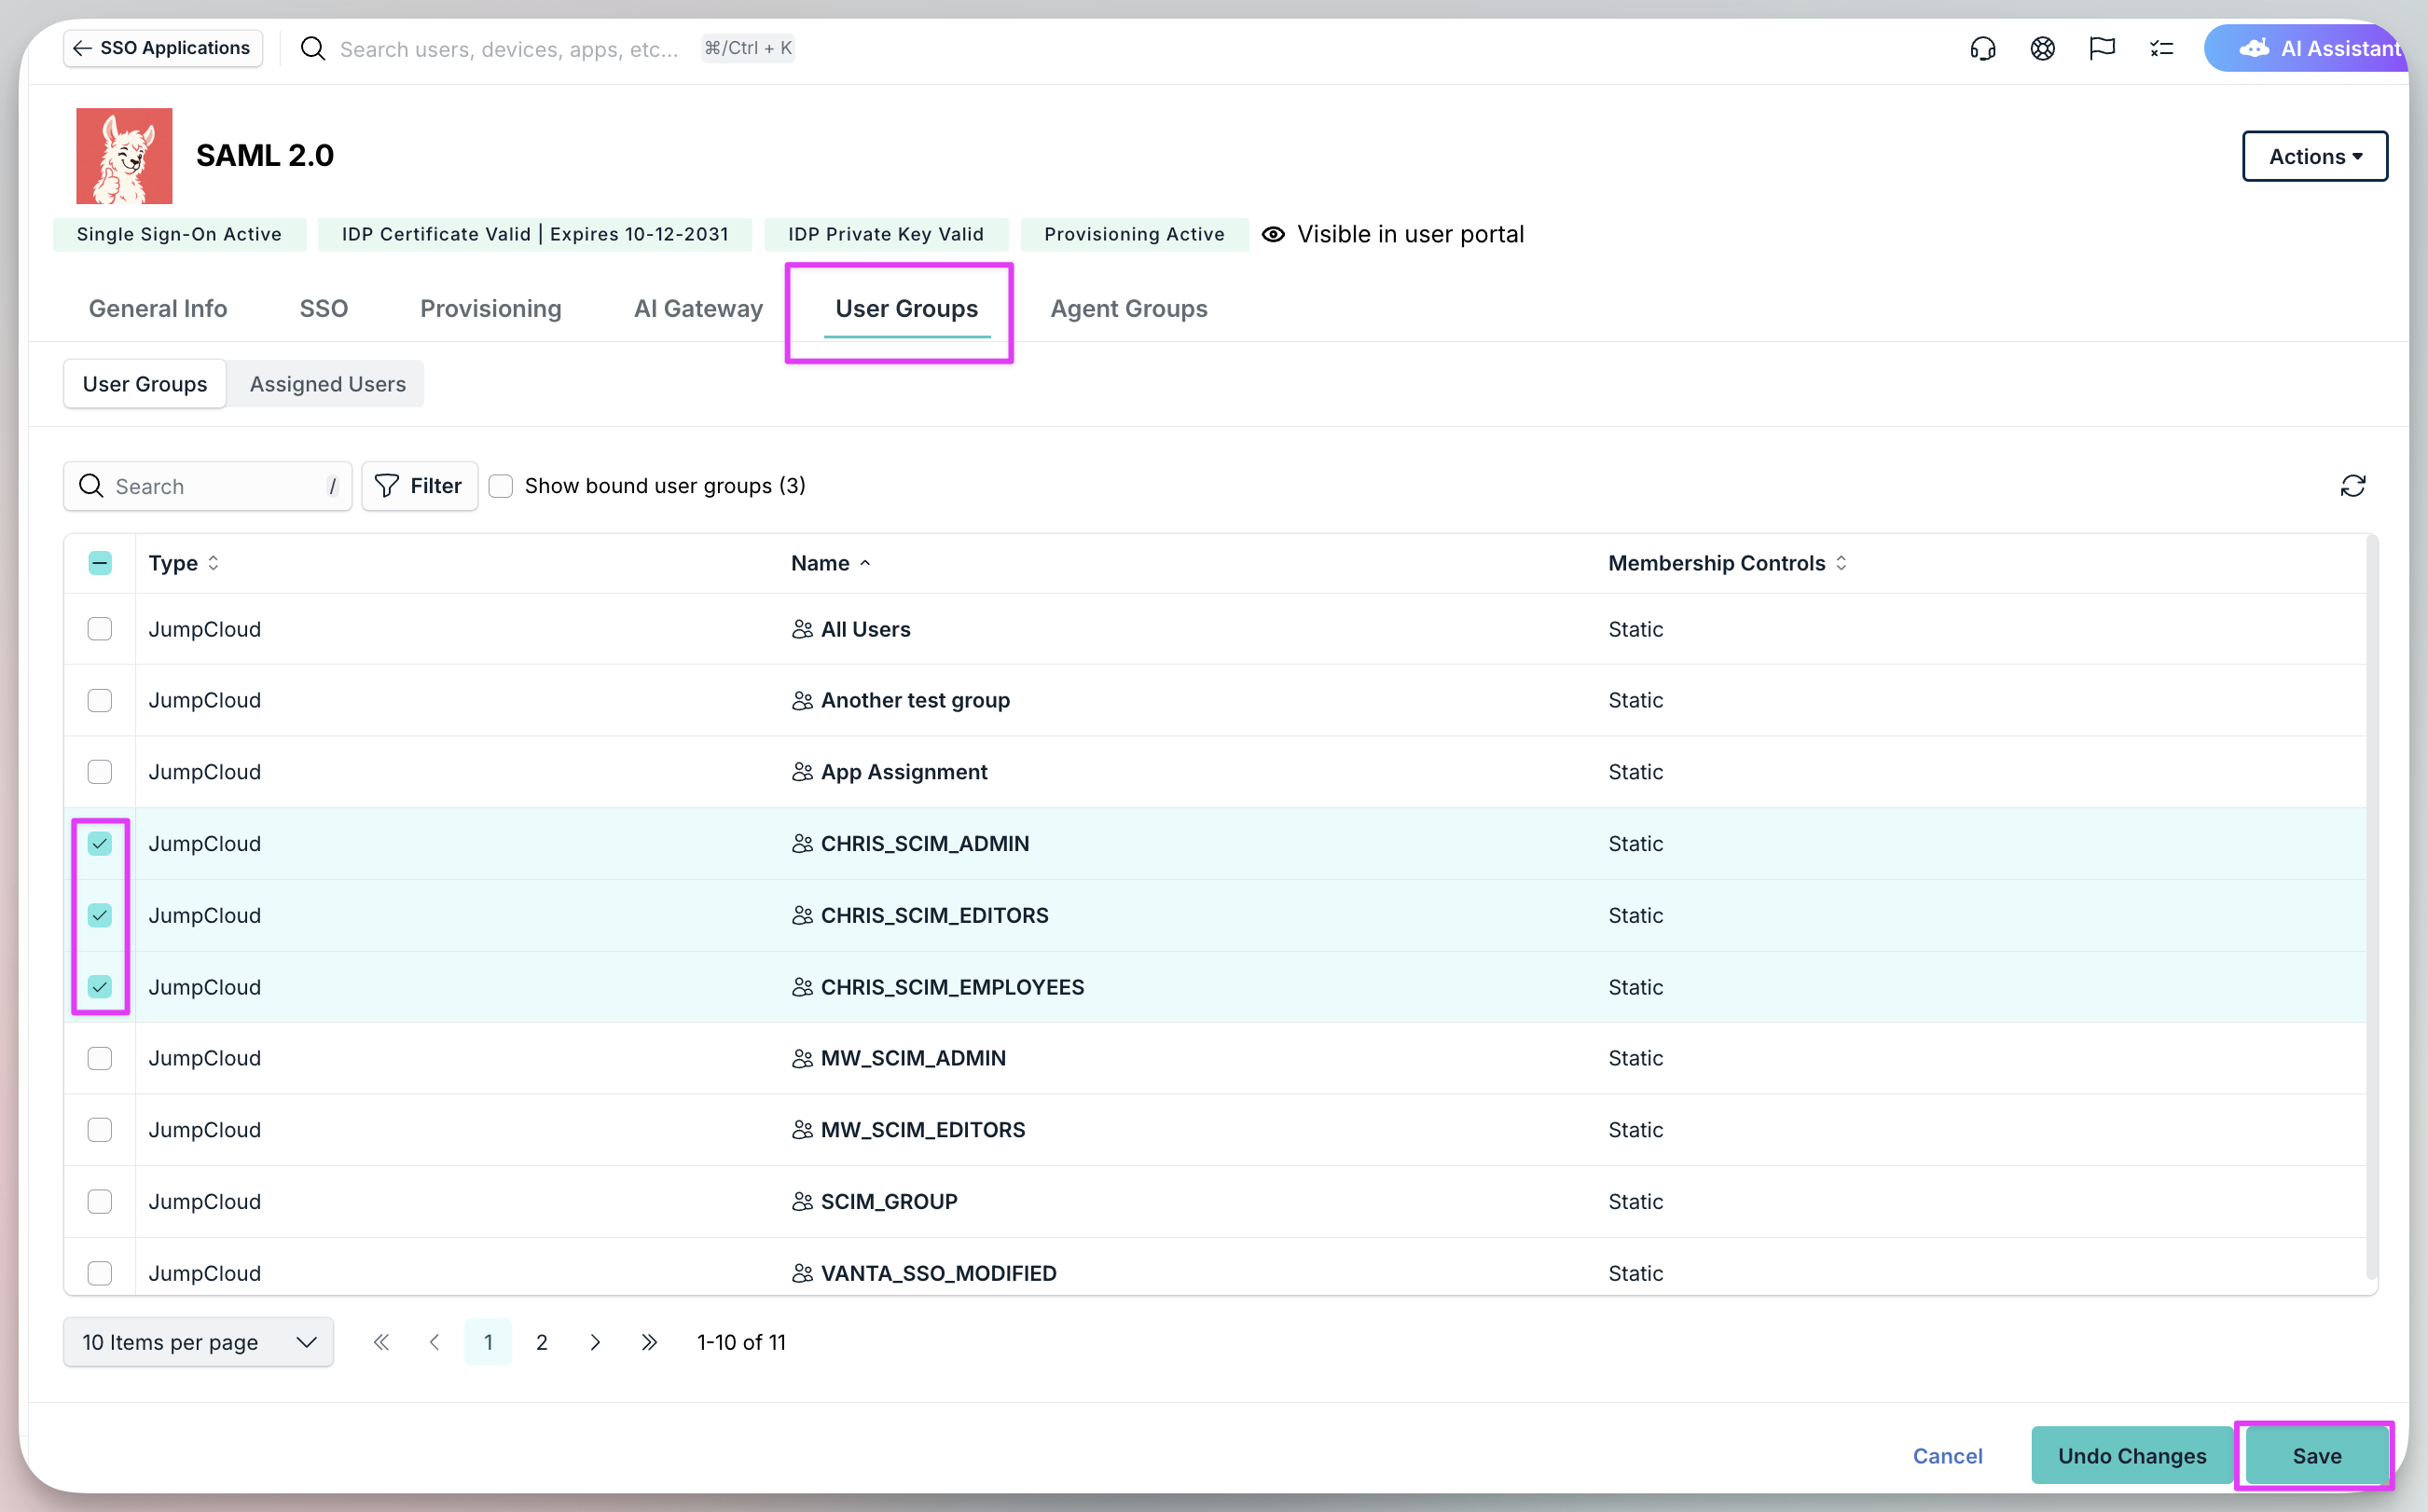 SSO Applications
Search users, devices, apps, etc... ⌘/Ctrl + K
AI Assistant
SAML 2.0
Actions
Single Sign-On Active
IDP Certificate Valid | Expires 10-12-2031
IDP Private Key Valid
Provisioning Active
Visible in user portal
General Info
SSO
Provisioning
AI Gateway
User Groups
Agent Groups
User Groups
Assigned Users
Search /
Filter
Show bound user groups (3)
Type Name Membership Controls
JumpCloud All Users Static
JumpCloud Another test group Static
JumpCloud App Assignment Static
JumpCloud CHRIS_SCIM_ADMIN Static
JumpCloud CHRIS_SCIM_EDITORS Static
JumpCloud CHRIS_SCIM_EMPLOYEES Static
JumpCloud MW_SCIM_ADMIN Static
JumpCloud MW_SCIM_EDITORS Static
JumpCloud SCIM_GROUP Static
JumpCloud VANTA_SSO_MODIFIED Static
10 Items per page
1 2
1-10 of 11
Cancel
Undo Changes
Save